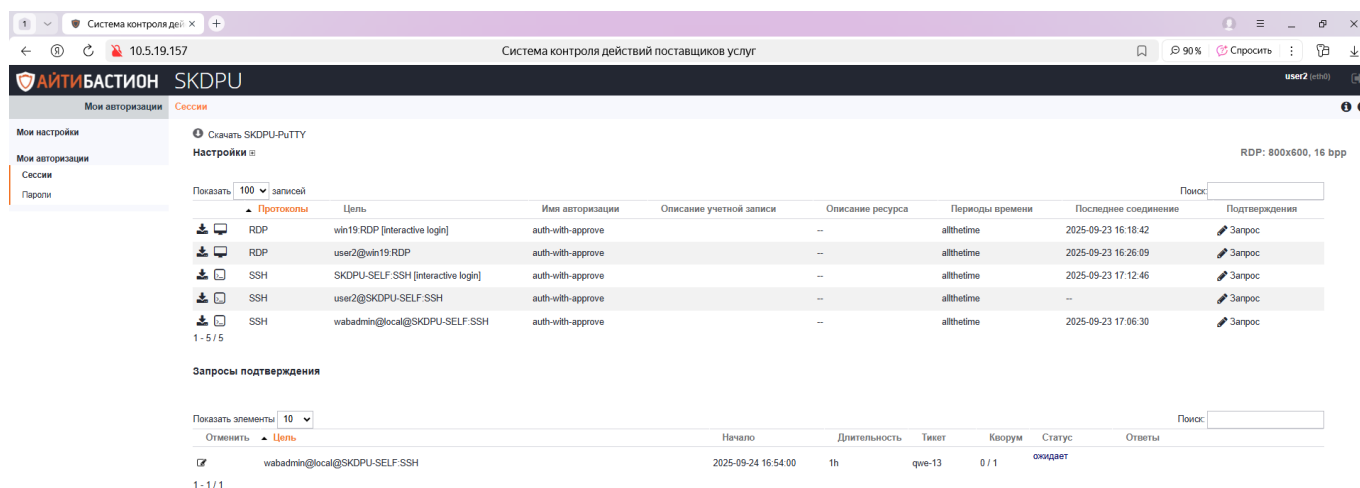 1 Система контроля дей × +
10.5.19.157 Система контроля действий поставщиков услуг 90 % Спросить
АЙТИБАСТИОН SKDPU user2 (eth0)
Мои авторизации Сессии
Мои настройки
Мои авторизации
Сессии
Пароли
Скачать SKDPU-PuTTY
Настройки RDP: 800x600, 16 bpp
Показать 100 записей Поиск:
Протоколы Цель Имя авторизации Описание учетной записи Описание ресурса Периоды времени Последнее соединение Подтверждения
RDP win19:RDP [interactive login] auth-with-approve -- allthetime 2025-09-23 16:18:42 Запрос
RDP user2@win19:RDP auth-with-approve -- allthetime 2025-09-23 16:26:09 Запрос
SSH SKDPU-SELF:SSH [interactive login] auth-with-approve -- allthetime 2025-09-23 17:12:46 Запрос
SSH user2@SKDPU-SELF:SSH auth-with-approve -- allthetime -- Запрос
SSH wabadmin@local@SKDPU-SELF:SSH auth-with-approve -- allthetime 2025-09-23 17:06:30 Запрос
1 - 5 / 5
Запросы подтверждения
Показать элементы 10 Поиск:
Отменить Цель Начало Длительность Тикет Кворум Статус Ответы
wabadmin@local@SKDPU-SELF:SSH 2025-09-24 16:54:00 1h qwe-13 0 / 1 ожидает
1 - 1 / 1